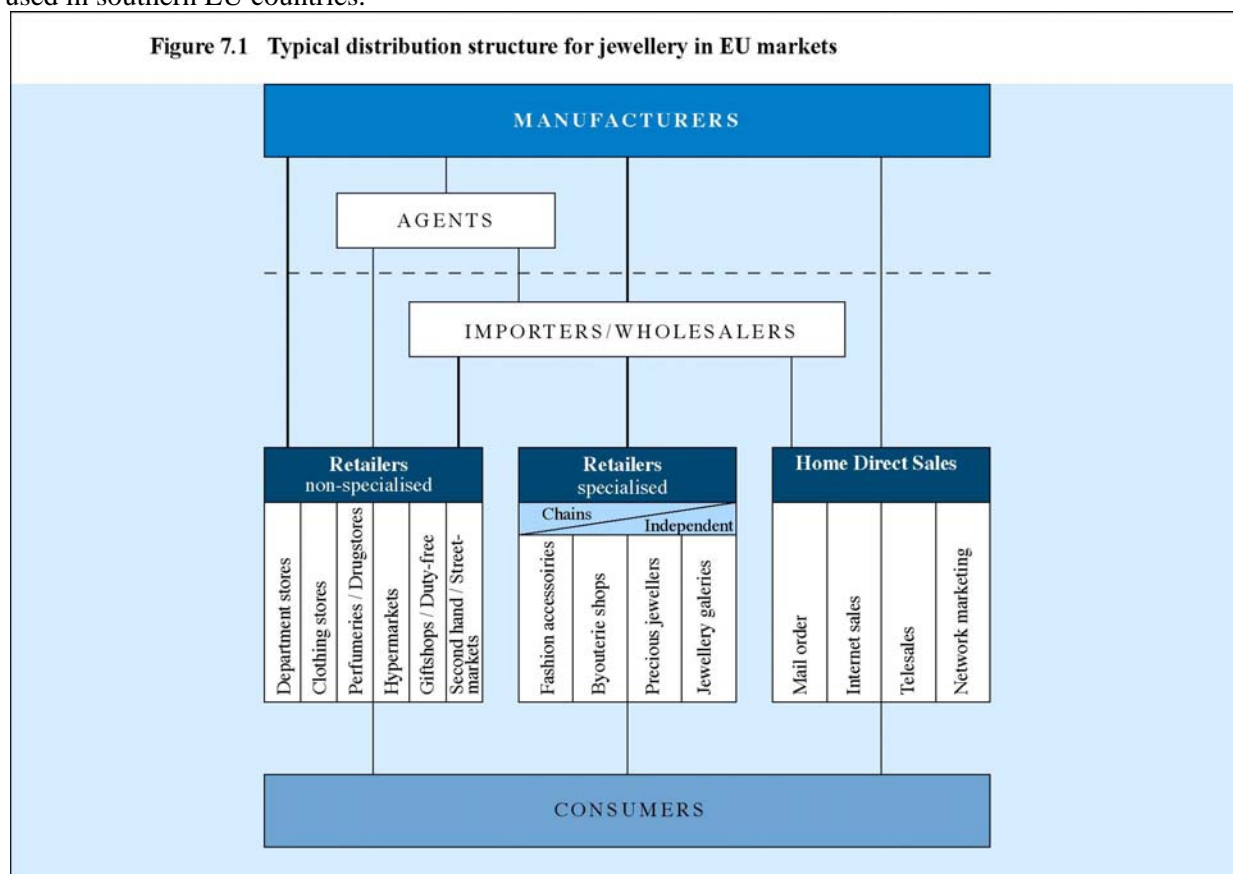 used in southern EU countries.
Figure 7.1 Typical distribution structure for jewellery in EU markets
MANUFACTURERS
AGENTS
IMPORTERS/WHOLESALERS
Retailers
non-specialised
Department stores
Clothing stores
Perfumeries / Drugstores
Hypermarkets
Giftshops / Duty-free
Second hand / Street-
markets
Retailers
specialised
Chains
Independent
Fashion accessoiries
Byouterie shops
Precious jewellers
Jewellery galeries
Home Direct Sales
Mail order
Internet sales
Telesales
Network marketing
CONSUMERS